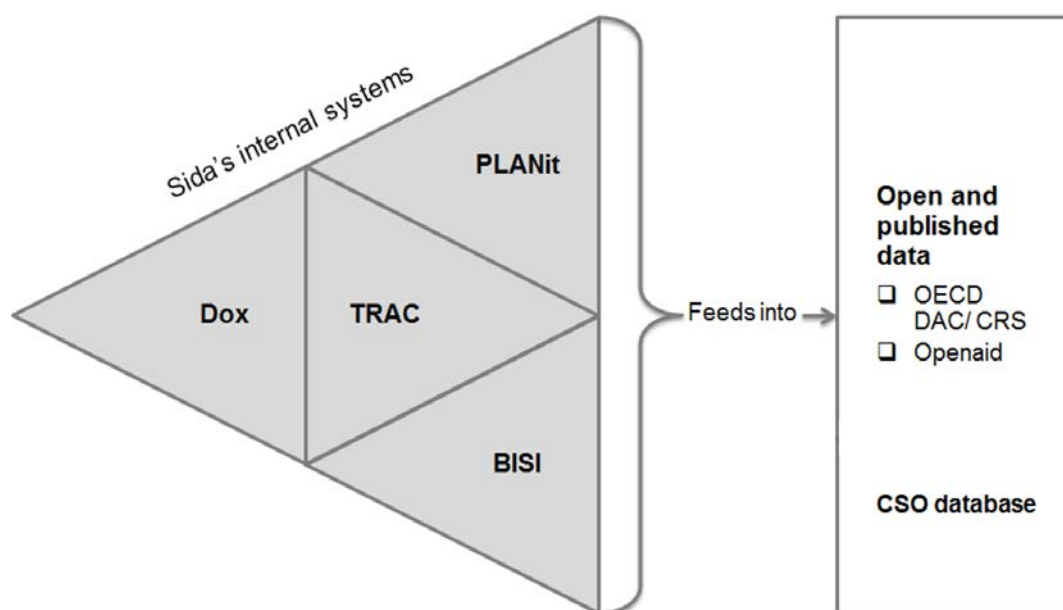 Sida's internal systems
PLANit
Dox
TRAC
BISI
Feeds into
Open and
published
data
❑ OECD
DAC/ CRS
❑ Openaid
CSO database